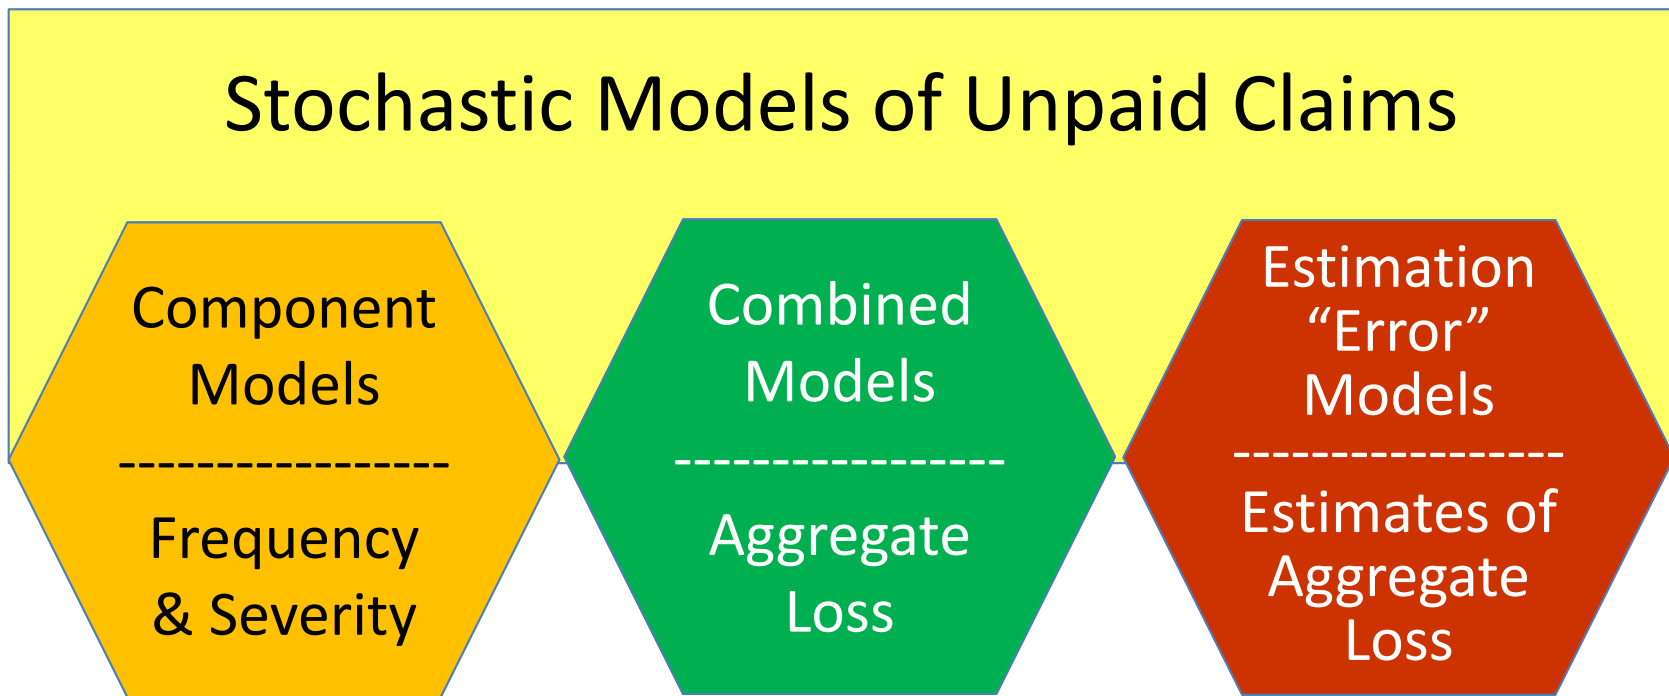 Stochastic Models of Unpaid Claims
Component
Models
-----------------
Frequency
& Severity
Combined
Models
-----------------
Aggregate
Loss
Estimation
“Error”
Models
-----------------
Estimates of
Aggregate
Loss